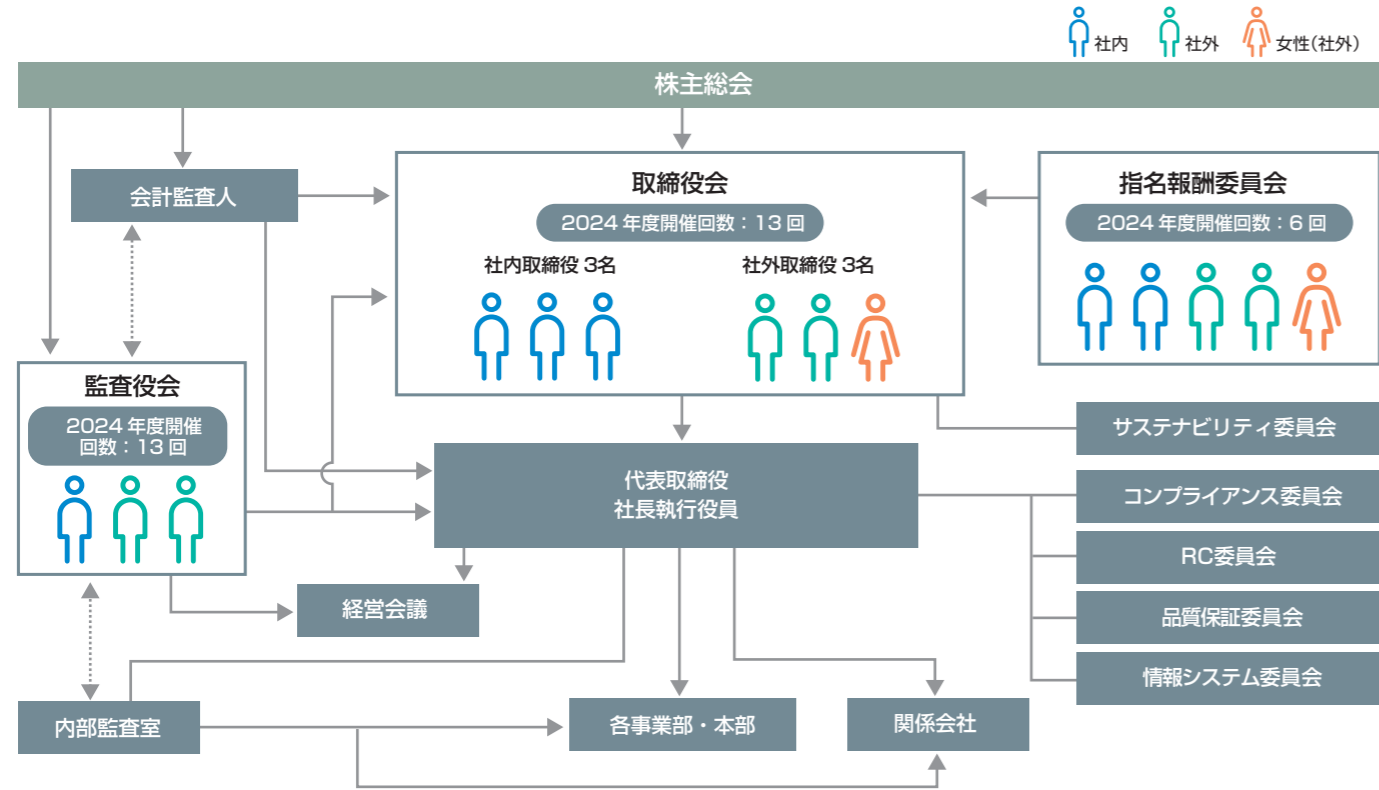 社内
社外
女性(社外)
株主総会
会計監査人
取締役会
2024年度開催回数：13回
社内取締役 3名
社外取締役 3名
指名報酬委員会
2024年度開催回数：6回
監査役会
2024年度開催
回数：13回
代表取締役
社長執行役員
サステナビリティ委員会
コンプライアンス委員会
RC委員会
品質保証委員会
情報システム委員会
経営会議
内部監査室
各事業部・本部
関係会社